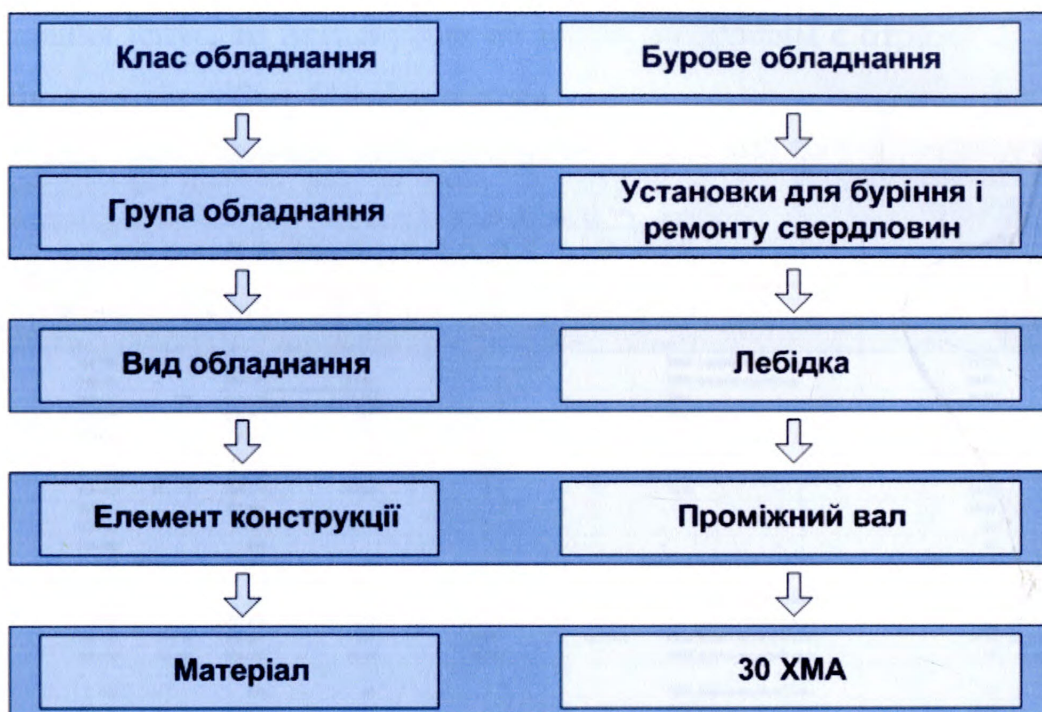 Клас обладнання
Бурове обладнання
Група обладнання
Установки для буріння і
ремонту свердловин
Вид обладнання
Лебідка
Елемент конструкції
Проміжний вал
Матеріал
30 ХМА